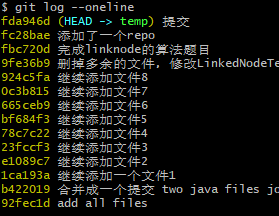 $ git log --oneline
fda946d (HEAD -> temp) 提交
fc28bae 添加了一个repo
fbc720d 完成linknode的算法题目
9fe36b9 删掉多余的文件, 修改LinkedNodeTe
924c5fa 继续添加文件8
0c3b815 继续添加文件7
665ceb9 继续添加文件6
bf684f3 继续添加文件5
78c7c22 继续添加文件4
23fccf3 继续添加文件3
e1089c7 继续添加文件2
1ca193a 继续添加一个文件1
b422019 合并成一个提交 two java files jo
92fec1d add all files